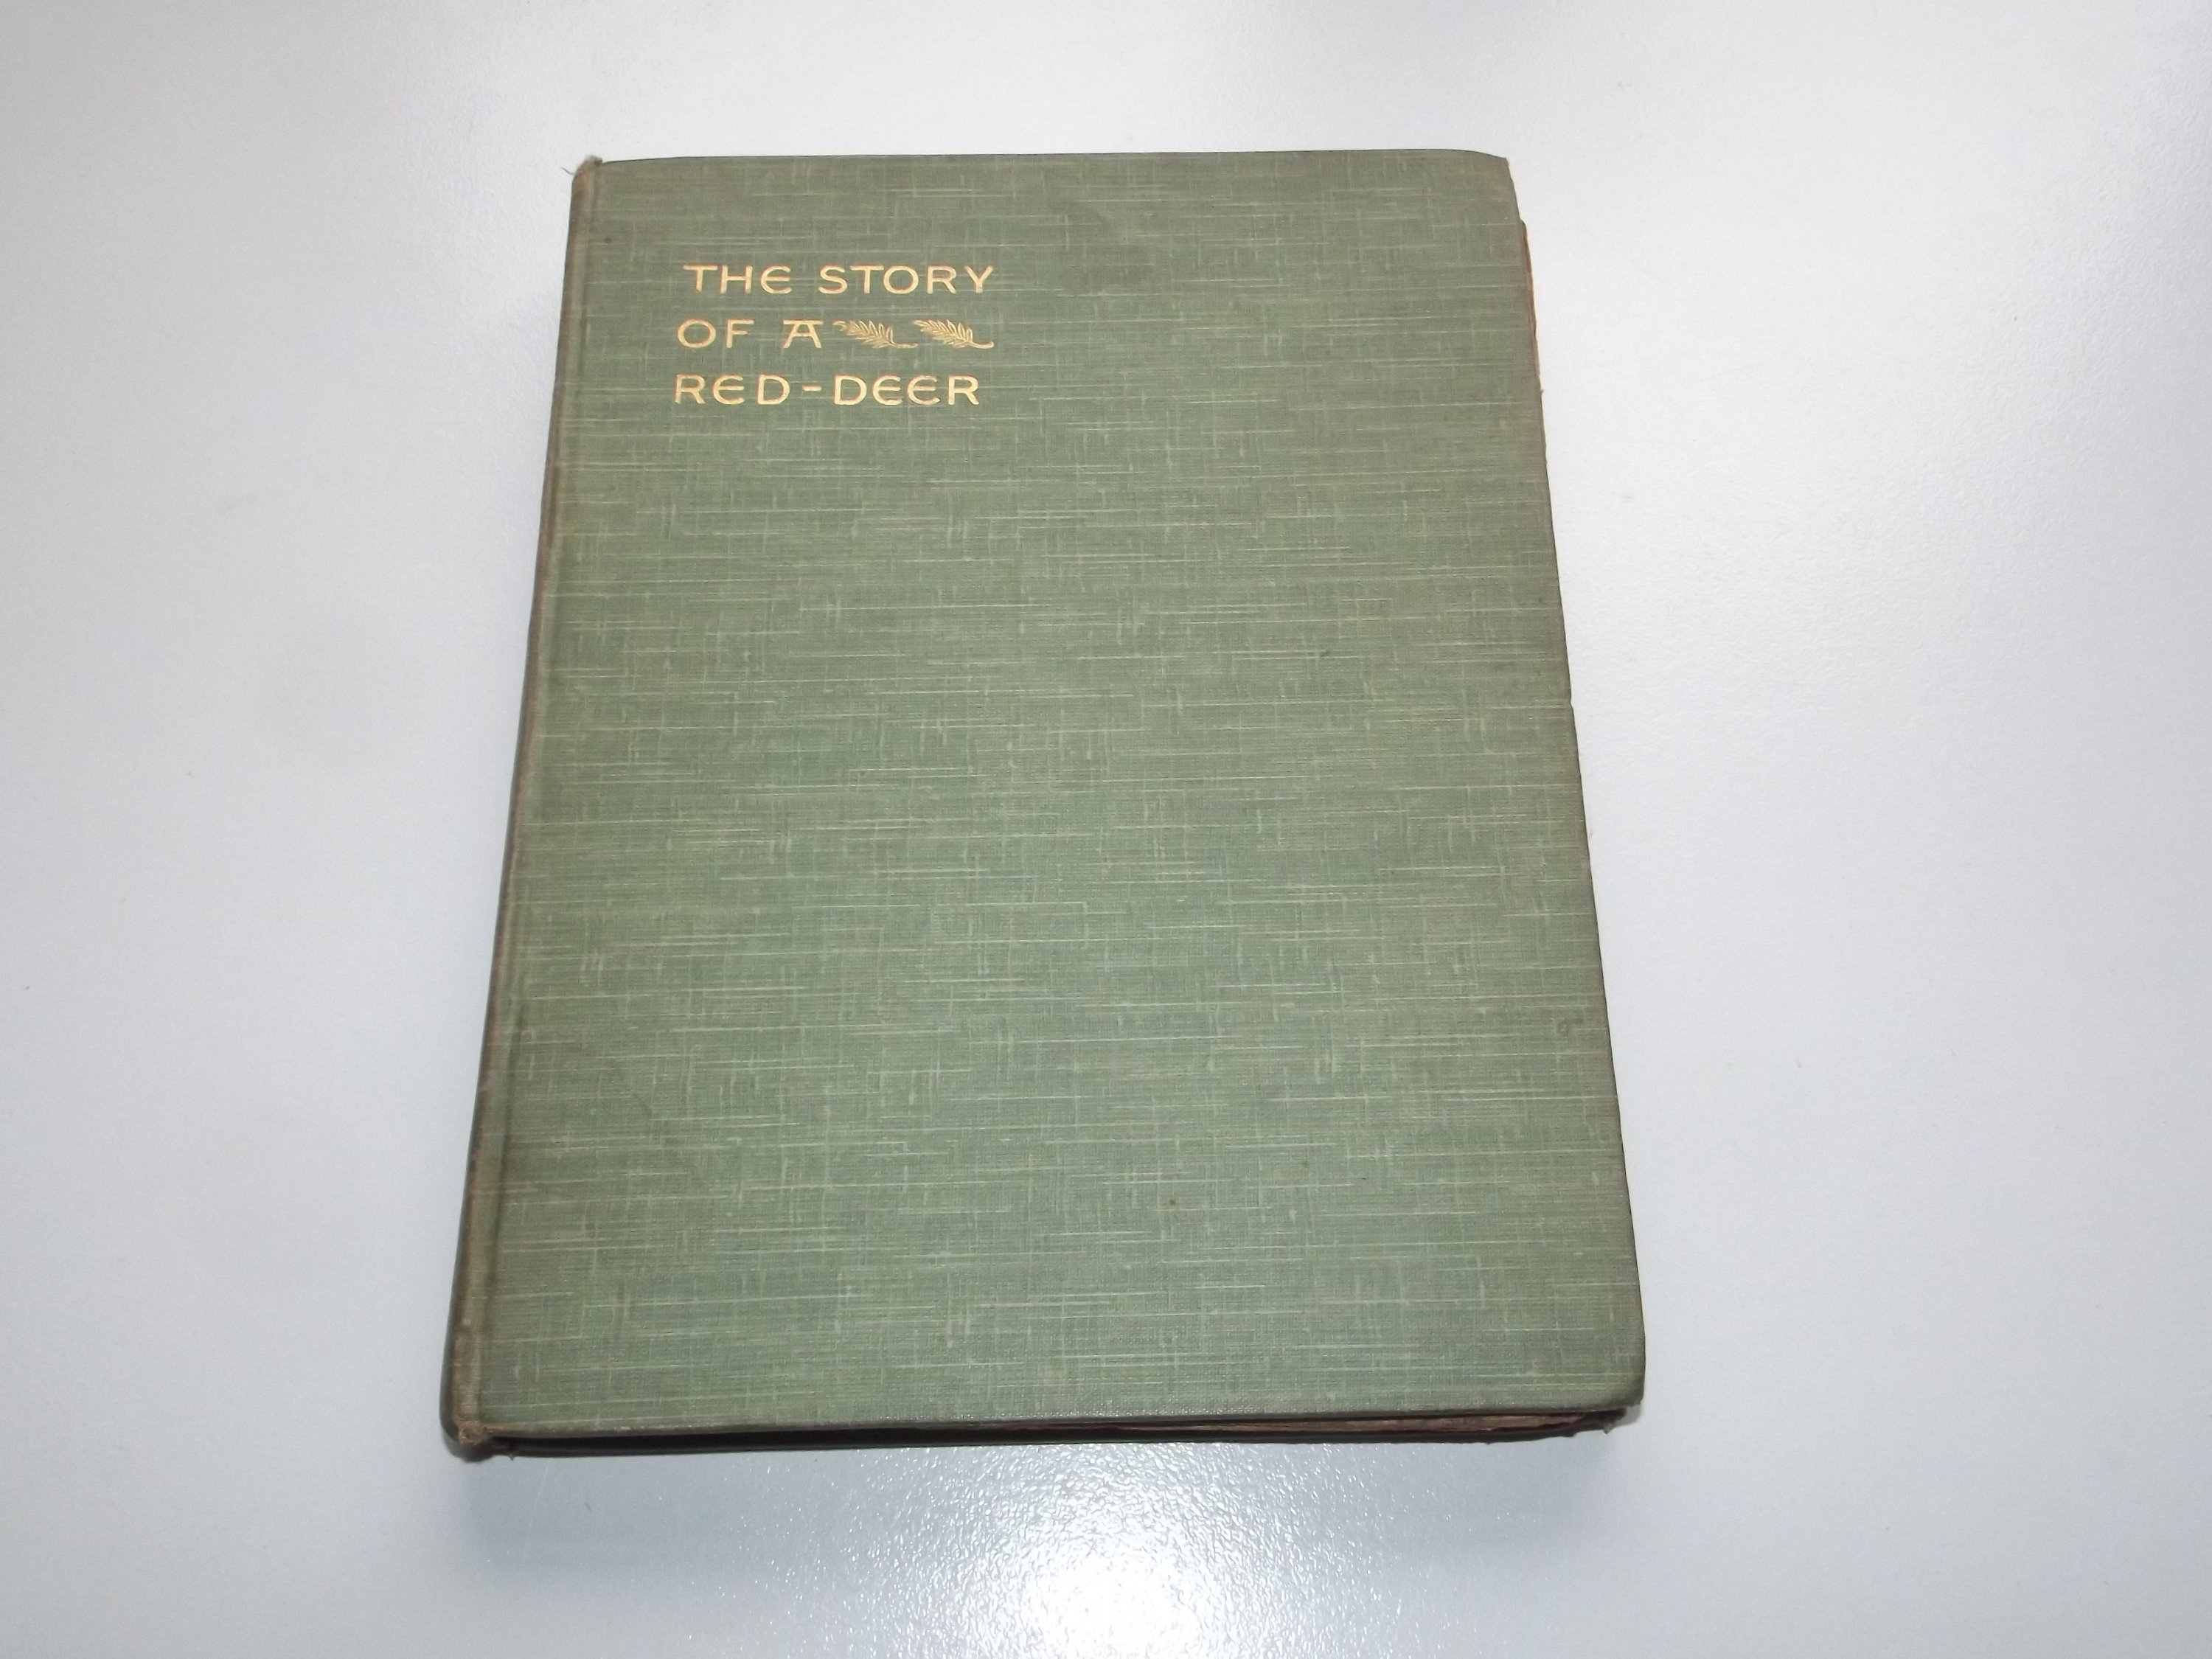 THE STORY
OF A
RED-DEER